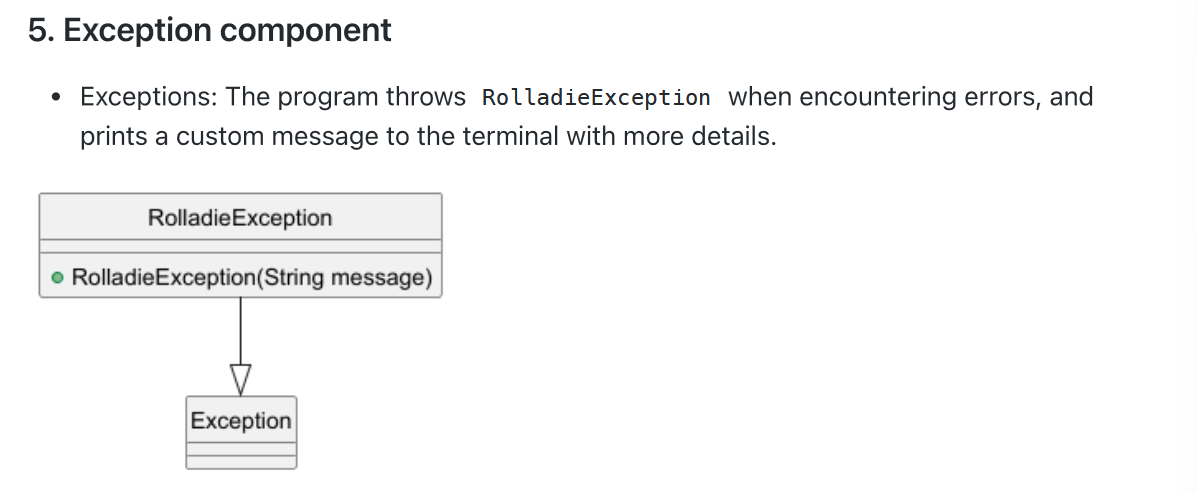 5. Exception component
• Exceptions: The program throws RolladieException when encountering errors, and
prints a custom message to the terminal with more details.
RolladieException
RolladieException(String message)
Exception